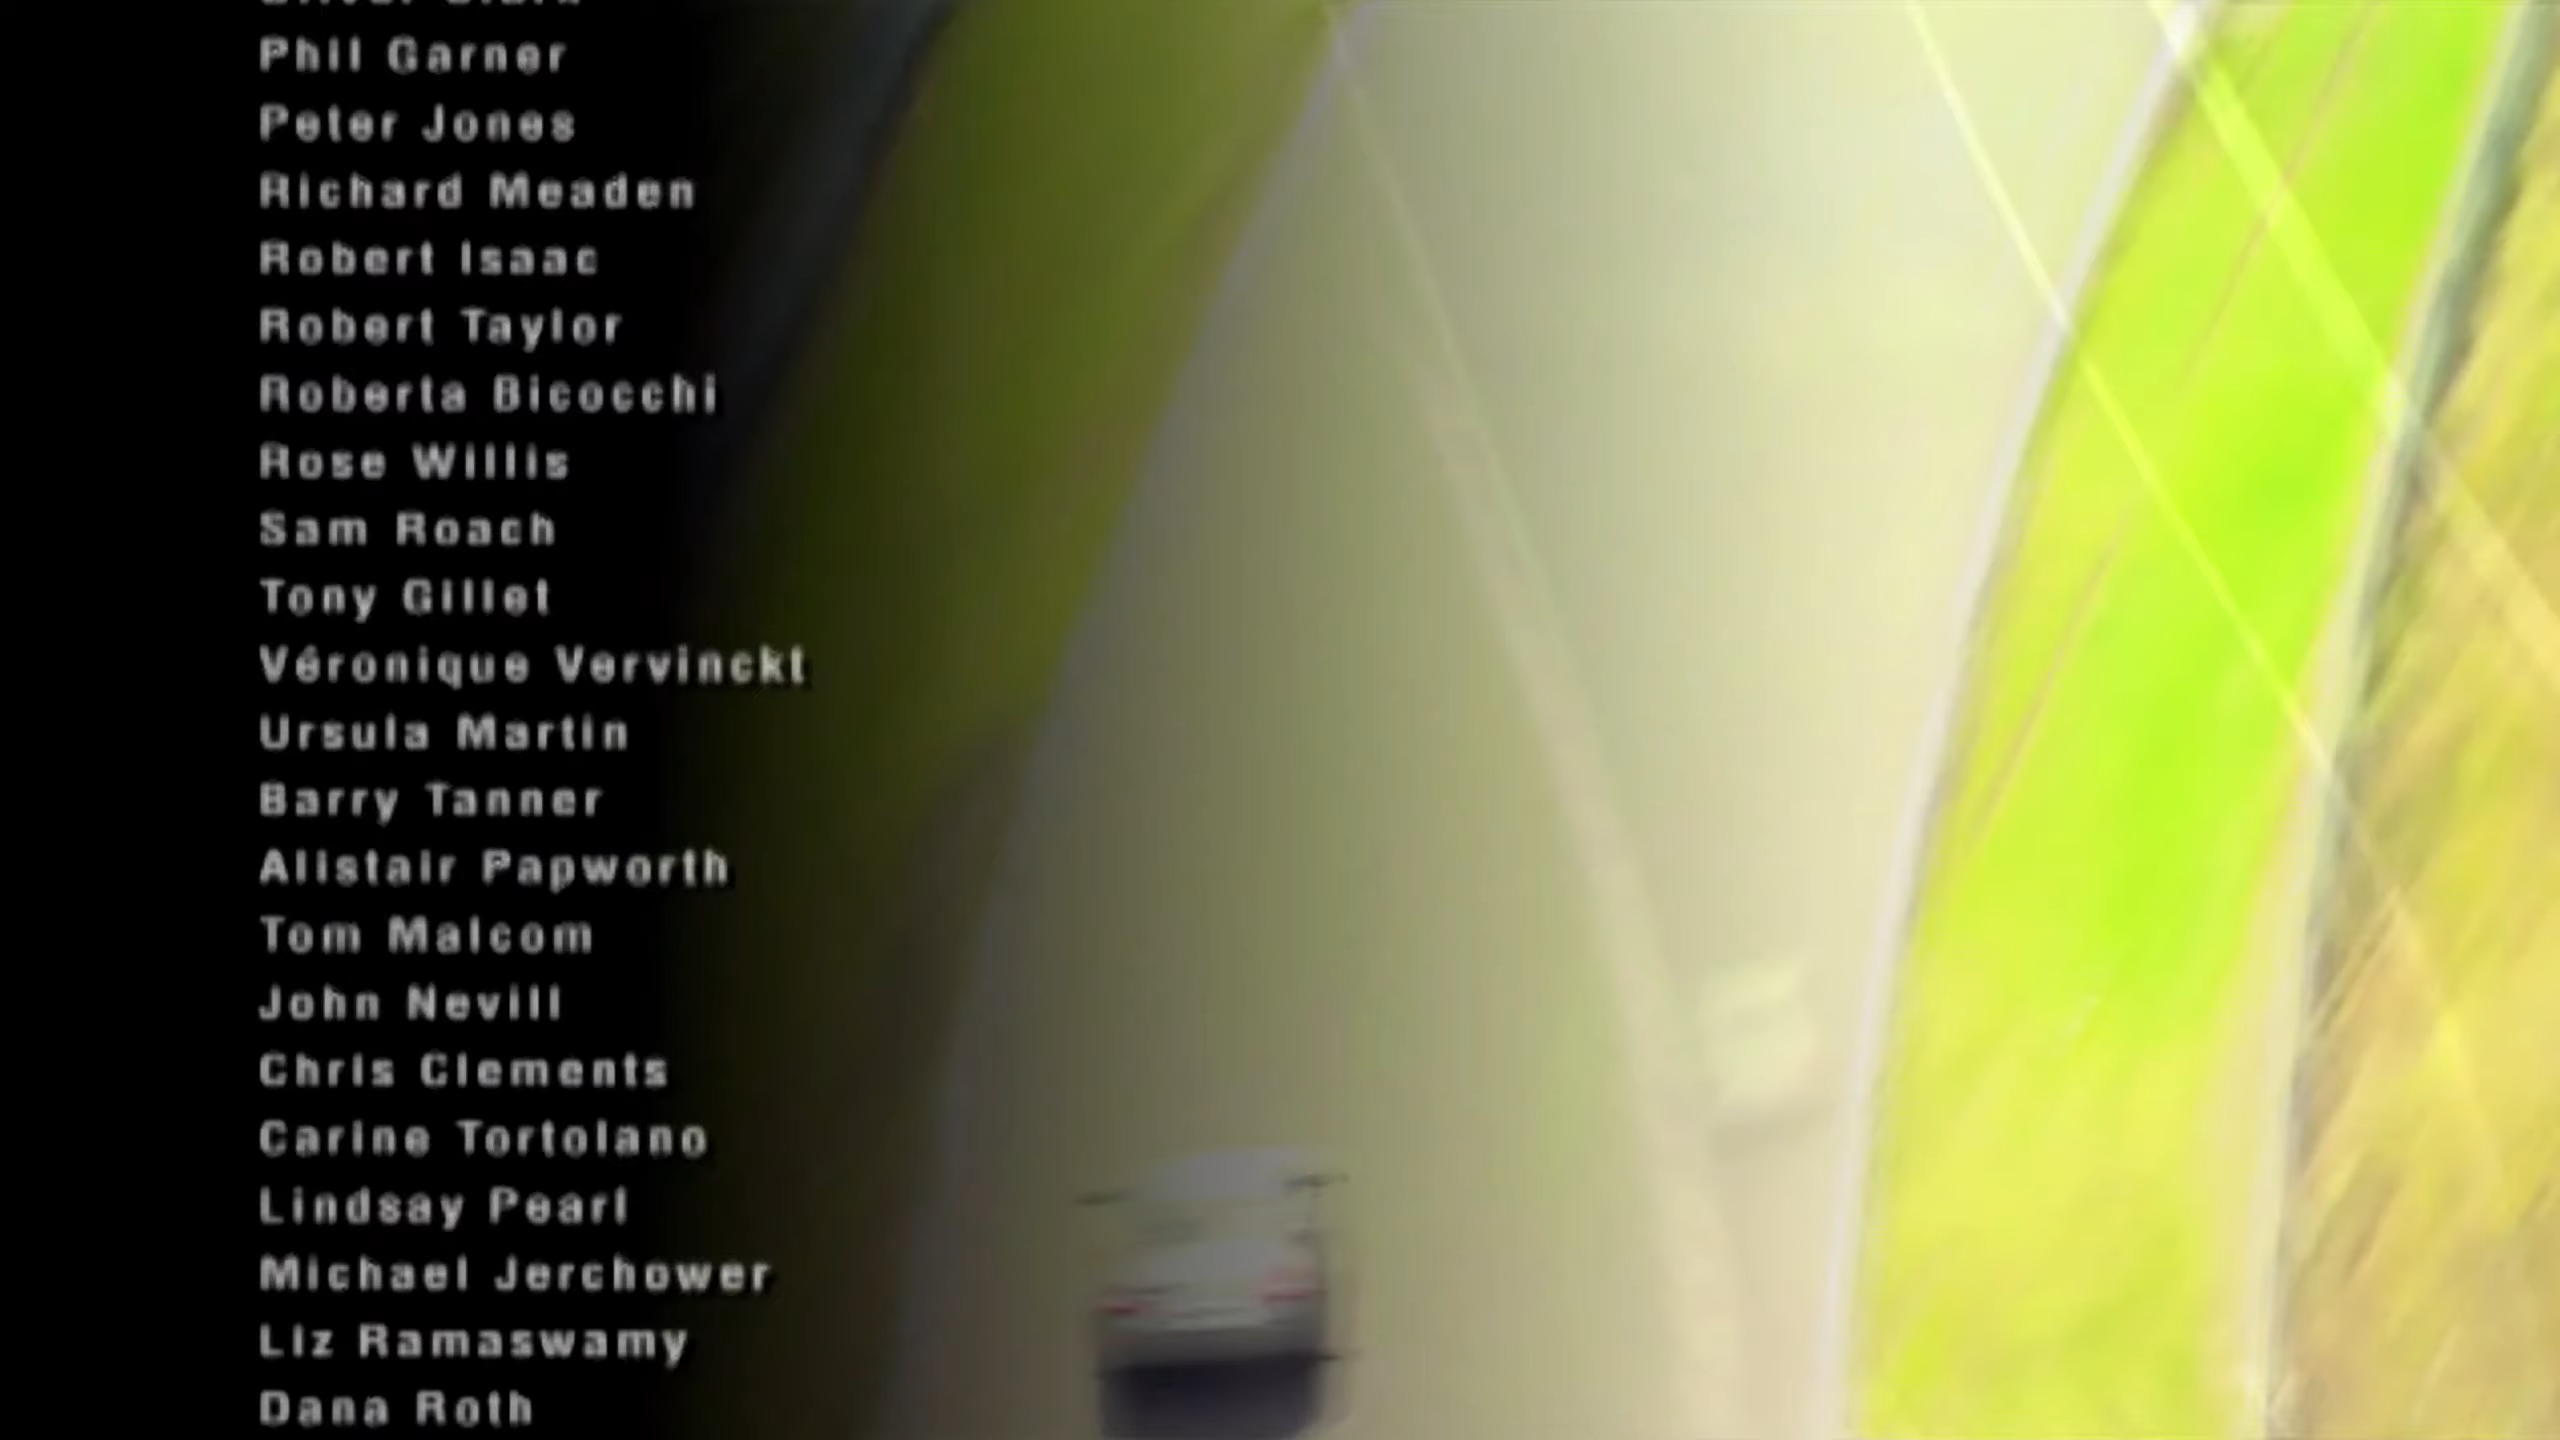 Phil Garner
Peter Jones
Richard Meaden
Robert Isaac
Robert Taylor
Roberta Bicocchi
Rose Willis
Sam Roach
Tony Gillet
Véronique Vervinckt
Ursula Martin
Barry Tanner
Alistair Papworth
Tom Malcom
John Nevill
Chris Clements
Carine Tortolano
Lindsay Pearl
Michael Jerchower
Liz Ramaswamy
Dana Roth